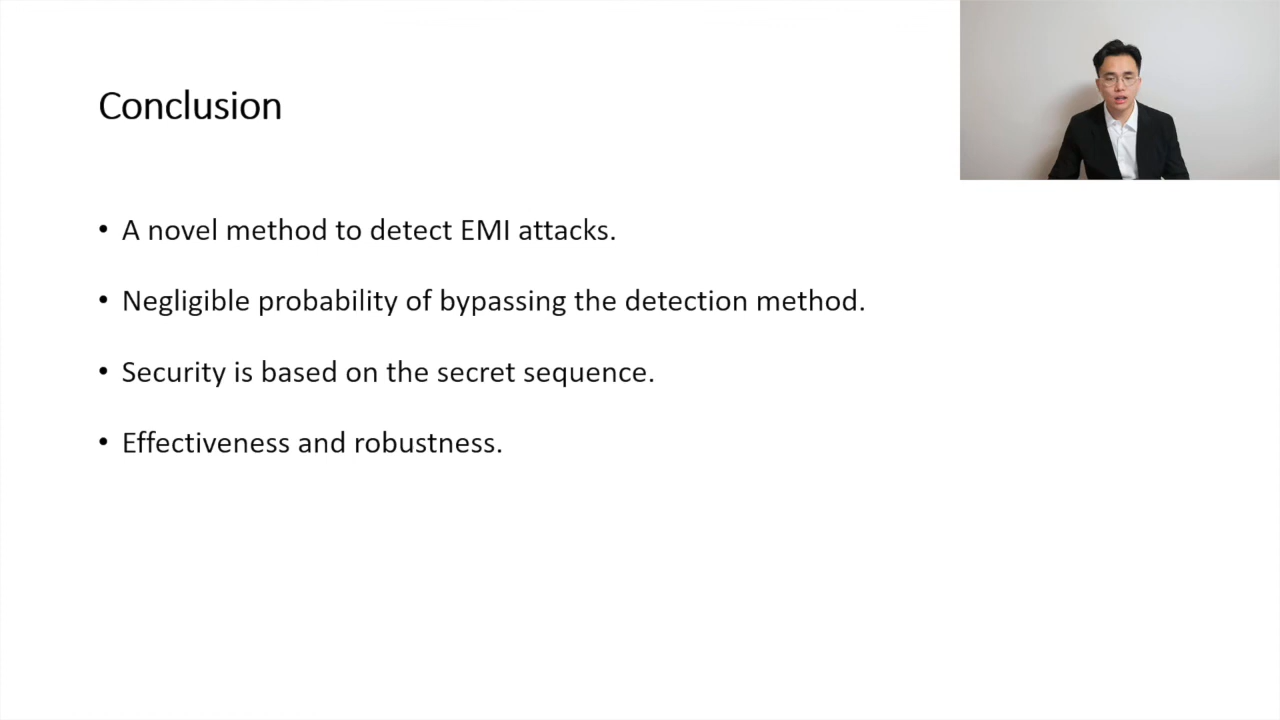 Conclusion
• A novel method to detect EMI attacks.
• Negligible probability of bypassing the detection method.
• Security is based on the secret sequence.
• Effectiveness and robustness.